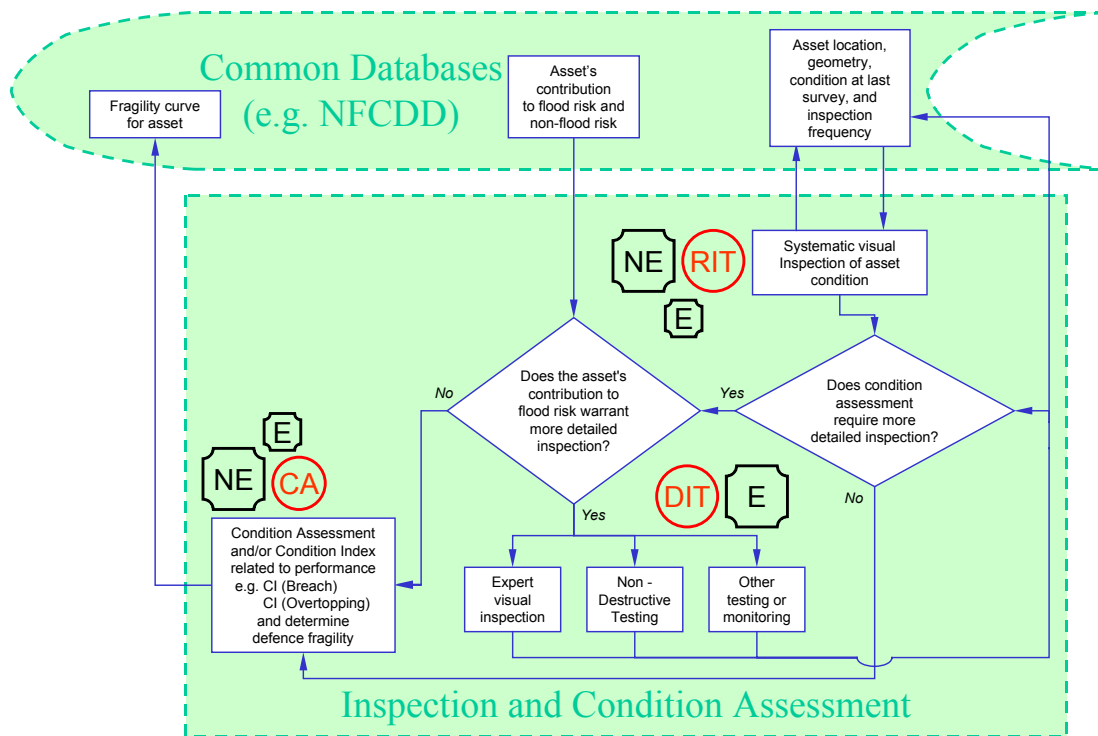 Common Databases
(e.g. NFCDD)
Fragility curve
for asset
Asset's
contribution
to flood risk and
non-flood risk
Asset location,
geometry,
condition at last
survey, and
inspection
frequency
NE
RIT
E
Systematic visual
Inspection of asset
condition
Does the asset's
contribution to
flood risk warrant
more detailed
inspection?
No
Yes
Does condition
assessment
require more
detailed inspection?
Yes
No
E
NE
CA
DIT
E
Condition Assessment
and/or Condition Index
related to performance
e.g. CI (Breach)
CI (Overtopping)
and determine
defence fragility
Expert
visual
inspection
Non -
Destructive
Testing
Other
testing or
monitoring
Inspection and Condition Assessment